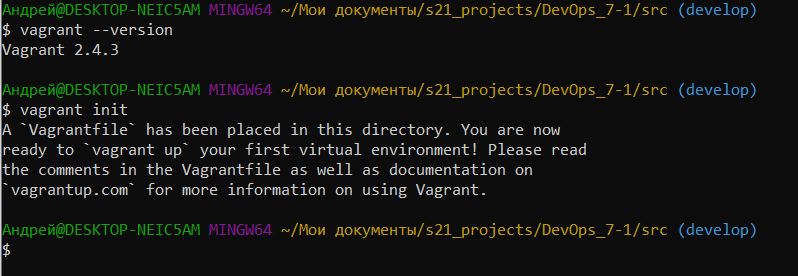 Андрей@DESKTOP-NEIC5AM MINGW64 ~/Мои документы/s21_projects/DevOps_7-1/src (develop)
$ vagrant --version
Vagrant 2.4.3
Андрей@DESKTOP-NEIC5AM MINGW64 ~/Мои документы/s21_projects/DevOps_7-1/src (develop)
$ vagrant init
A `Vagrantfile` has been placed in this directory. You are now
ready to `vagrant up` your first virtual environment! Please read
the comments in the Vagrantfile as well as documentation on
`vagrantup.com` for more information on using Vagrant.
Андрей@DESKTOP-NEIC5AM MINGW64 ~/Мои документы/s21_projects/DevOps_7-1/src (develop)
$